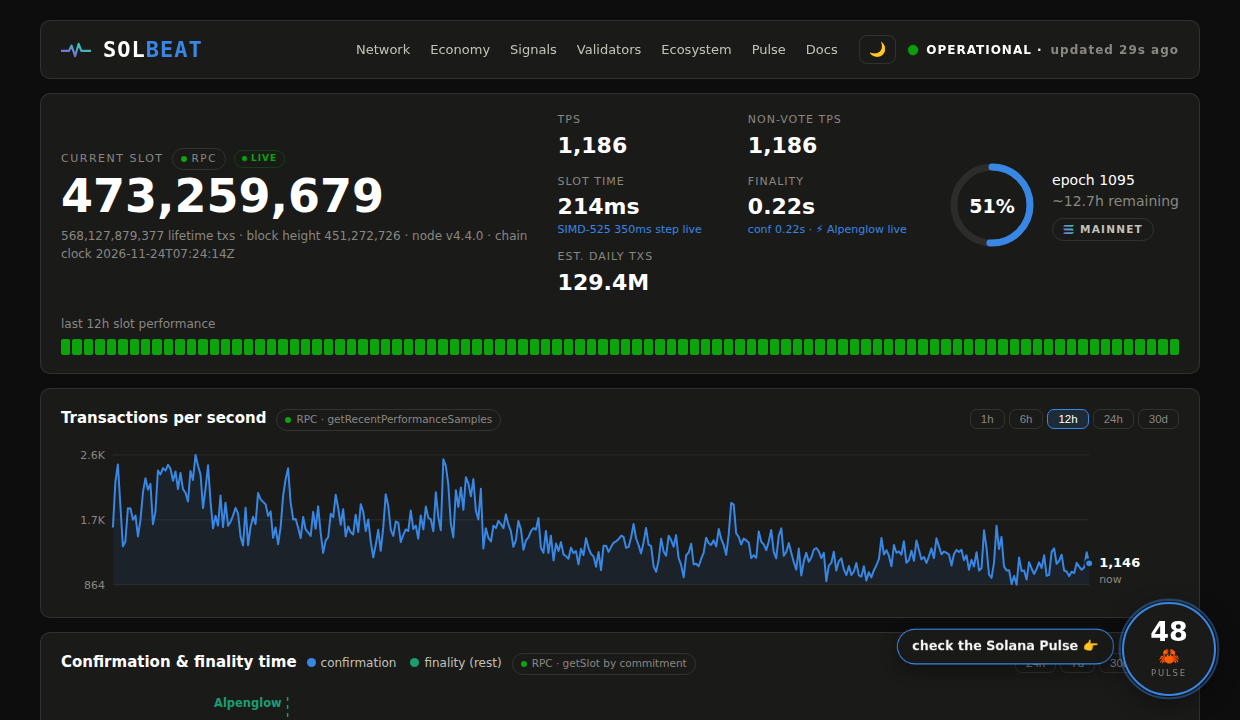 SOLBEAT
Network Economy Signals Validators Ecosystem Pulse Docs
OPERATIONAL · updated 29s ago
CURRENT SLOT RPC LIVE
473,259,679
568,127,879,377 lifetime txs · block height 451,272,726 · node v4.4.0 · chain
clock 2026-11-24T07:24:14Z
TPS
1,186
NON-VOTE TPS
1,186
SLOT TIME
214ms
SIMD-525 350ms step live
FINALITY
0.22s
conf 0.22s · ⚡ Alpenglow live
EST. DAILY TXS
129.4M
51%
epoch 1095
~12.7h remaining
MAINNET
last 12h slot performance
Transactions per second RPC · getRecentPerformanceSamples
1h 6h 12h 24h 30d
2.6K
1.7K
864
1,146
now
Confirmation & finality time confirmation finality (rest) RPC · getSlot by commitment
check the Solana Pulse 👉
48
🦀
PULSE
Alpenglow